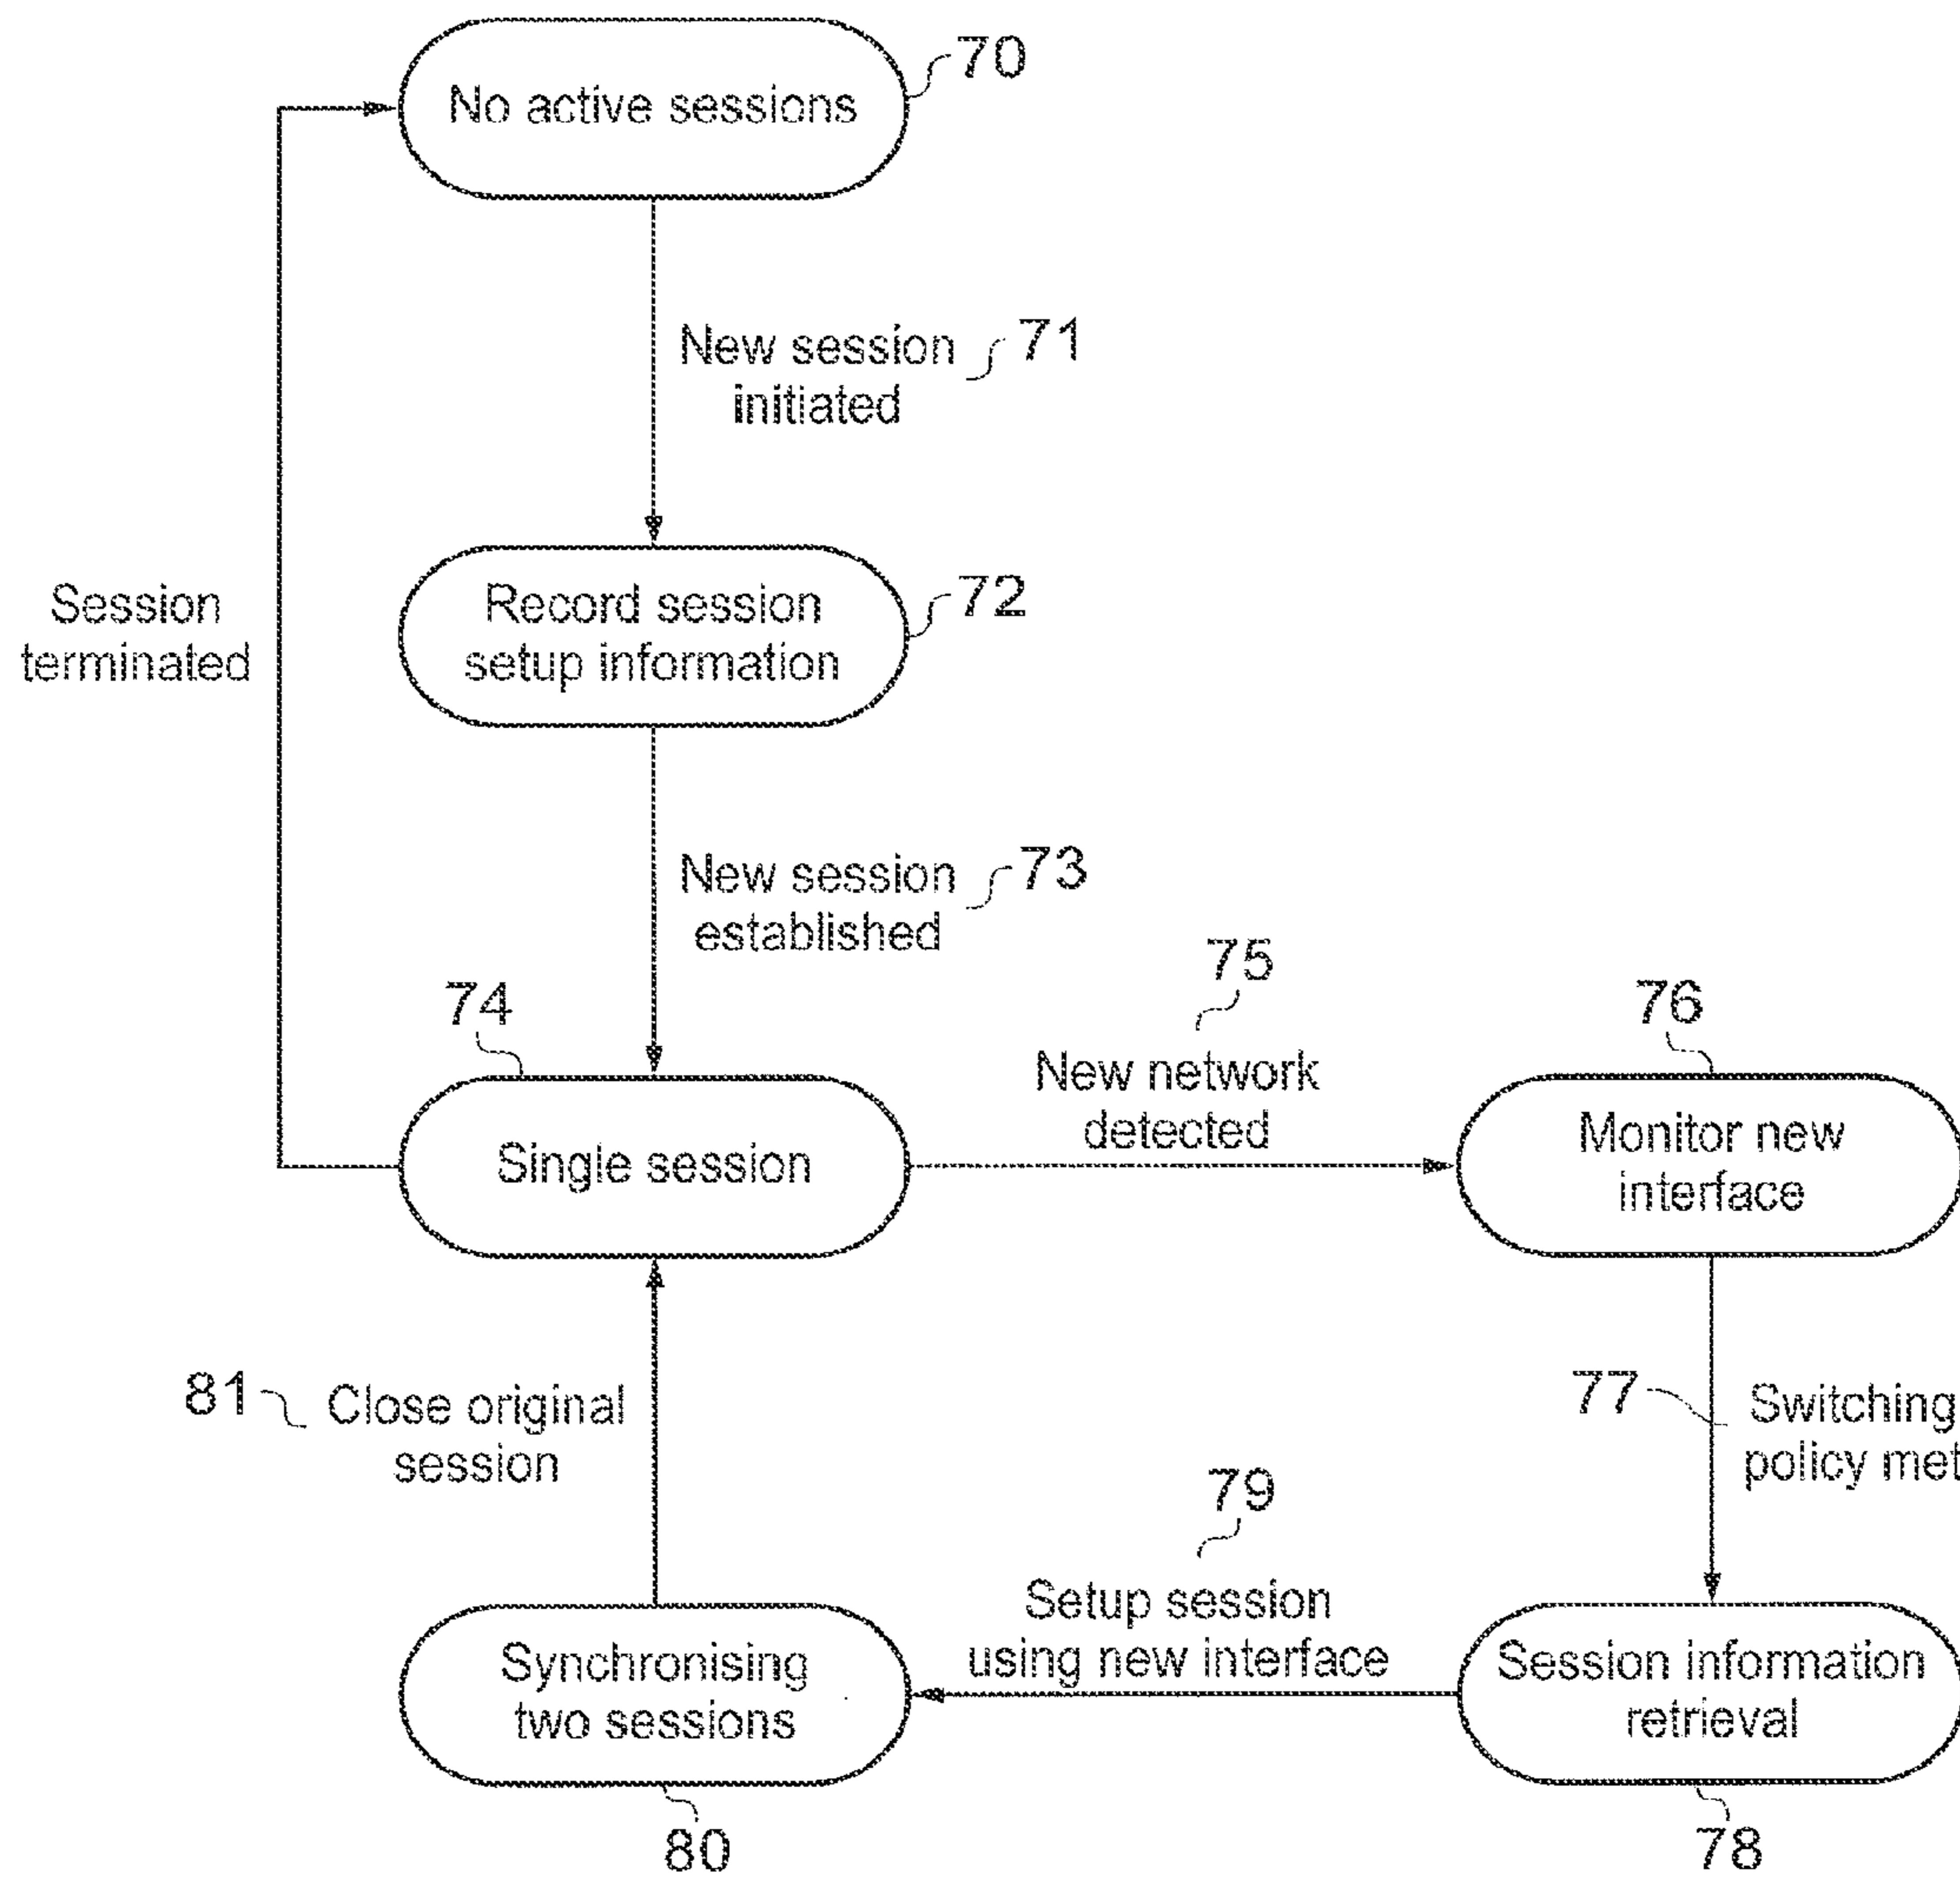 70
No active sessions
New session
initiated
71
Session
terminated
Record session
setup information
72
New session
established
73
74
Single session
75
New network
detected
76
Monitor new
interface
81
Close original
session
77
Switching
policy met
79
Setup session
using new interface
Synchronising
two sessions
80
Session information
retrieval
78